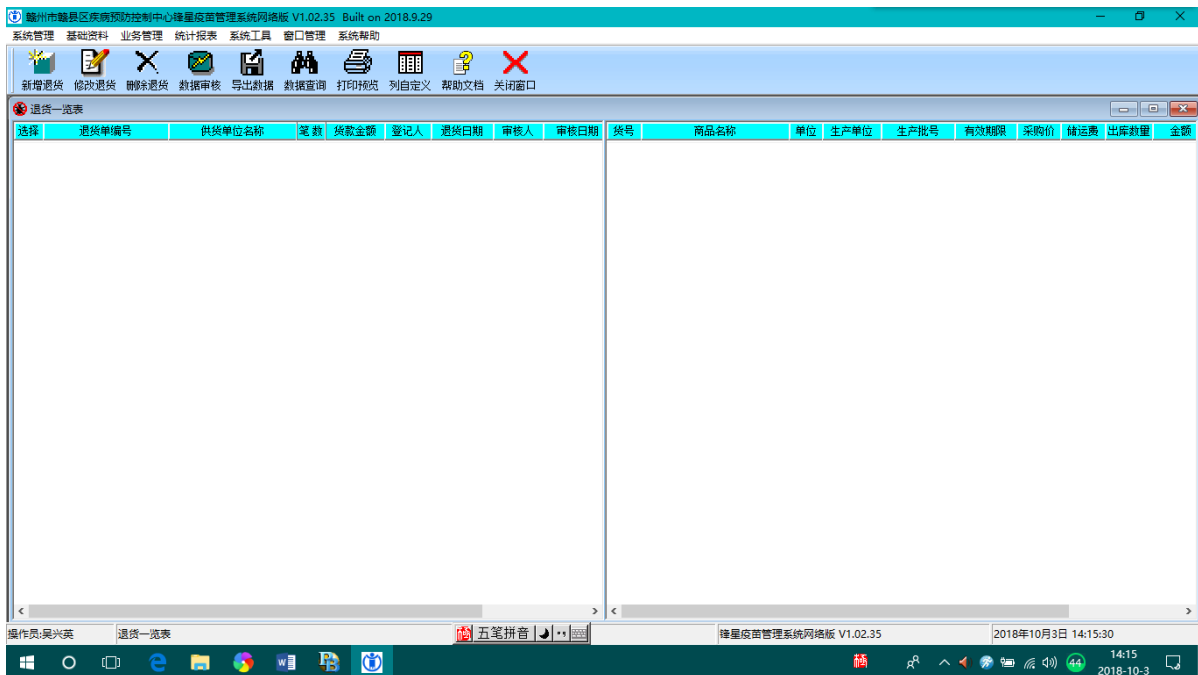 赣州市赣县区疾病预防控制中心锋星疫苗管理系统网络版 V1.02.35 Built on 2018.9.29
系统管理 基础资料 业务管理 统计报表 系统工具 窗口管理 系统帮助
新增退货 修改退货 删除退货 数据审核 导出数据 数据查询 打印预览 列自定义 帮助文档 关闭窗口
退货一览表
选择 退货单编号 供货单位名称 笔数 货款金额 登记人 退货日期 审核人 审核日期 货号 商品名称 单位 生产单位 生产批号 有效期限 采购价 储运费 出库数量 金额
操作员:吴兴英 退货一览表 五笔拼音 锋星疫苗管理系统网络版 V1.02.35 2018年10月3日 14:15:30
44 14:15
2018-10-3